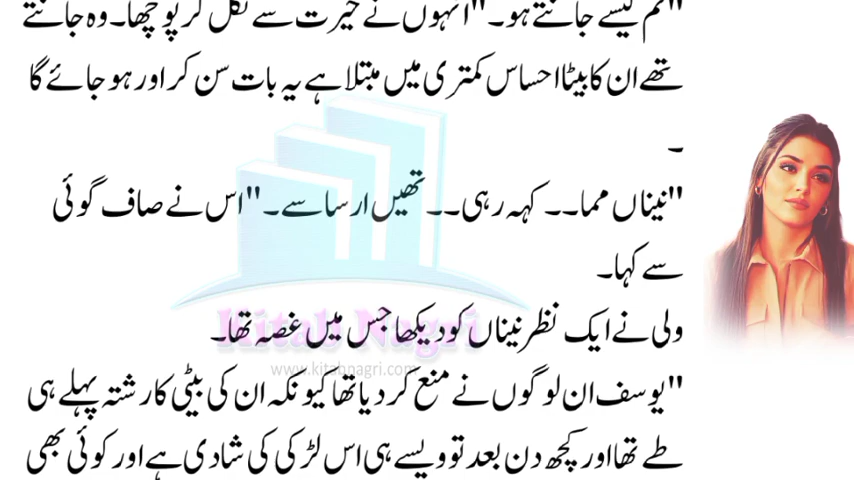 "تم کیسے جانتے ہو۔"انہوں نے حیرت سے نکل کر پوچھا۔وہ جانتے
تھے ان کا بیٹا احساس کمتری میں مبتلا ہے یہ بات سن کر اور ہو جائے گا
۔
"نیناں مما۔۔ کہہ رہی۔۔ تھیں ارسا سے۔"اس نے صاف گوئی
سے کہا۔
ولی نے ایک نظر نیناں کو دیکھا جس میں غصہ تھا۔
Kitab Nagri
www.kitabnagri.com
"یوسف ان لوگوں نے منع کر دیا تھا کیونکہ ان کی بیٹی کا رشتہ پہلے ہی
طے تھا اور کچھ دن بعد تو ویسے ہی اس لڑکی کی شادی ہے اور کوئی بھی